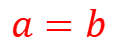 a = b